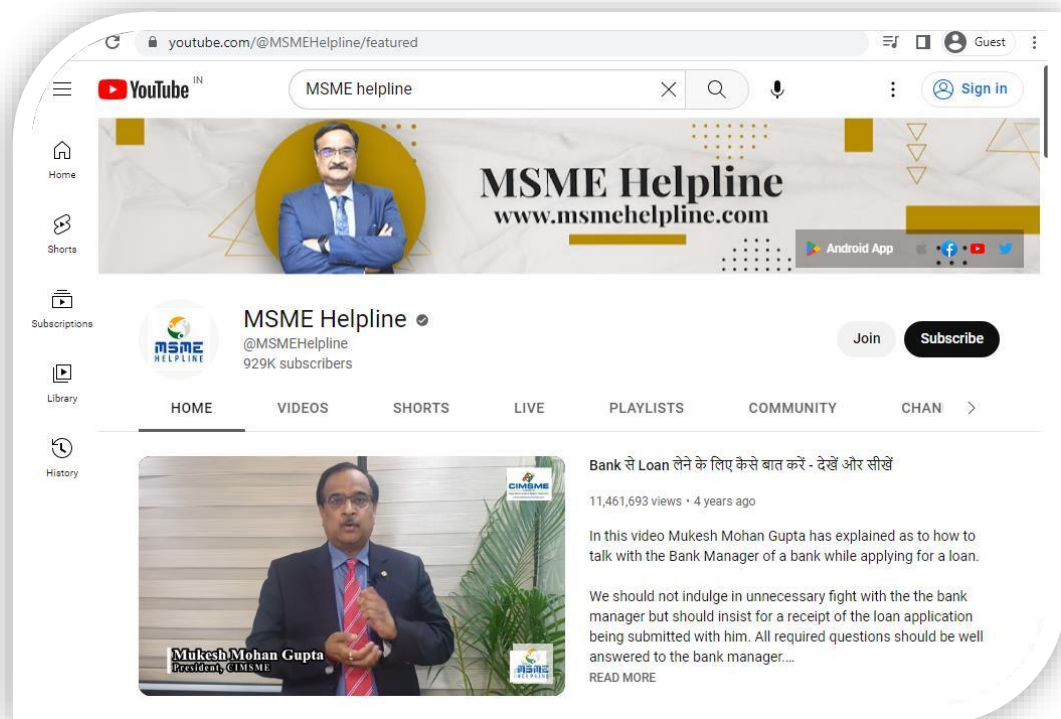 youtube.com/@MSMEHelpline/featured
Guest
YouTube IN
MSME helpline
Sign in
Home
Shorts
Subscriptions
Library
History
MSME Helpline
www.msmehelpline.com
Android App
MSME
HELPLINE
MSME Helpline
@MSMEHelpline
929K subscribers
Join
Subscribe
HOME
VIDEOS
SHORTS
LIVE
PLAYLISTS
COMMUNITY
CHAN
CIMSME
Mukesh Mohan Gupta
President, CIMSME
MSME
HELPLINE
Bank से Loan लेने के लिए कैसे बात करें - देखें और सीखें
11,461,693 views • 4 years ago
In this video Mukesh Mohan Gupta has explained as to how to
talk with the Bank Manager of a bank while applying for a loan.
We should not indulge in unnecessary fight with the the bank
manager but should insist for a receipt of the loan application
being submitted with him. All required questions should be well
answered to the bank manager....
READ MORE